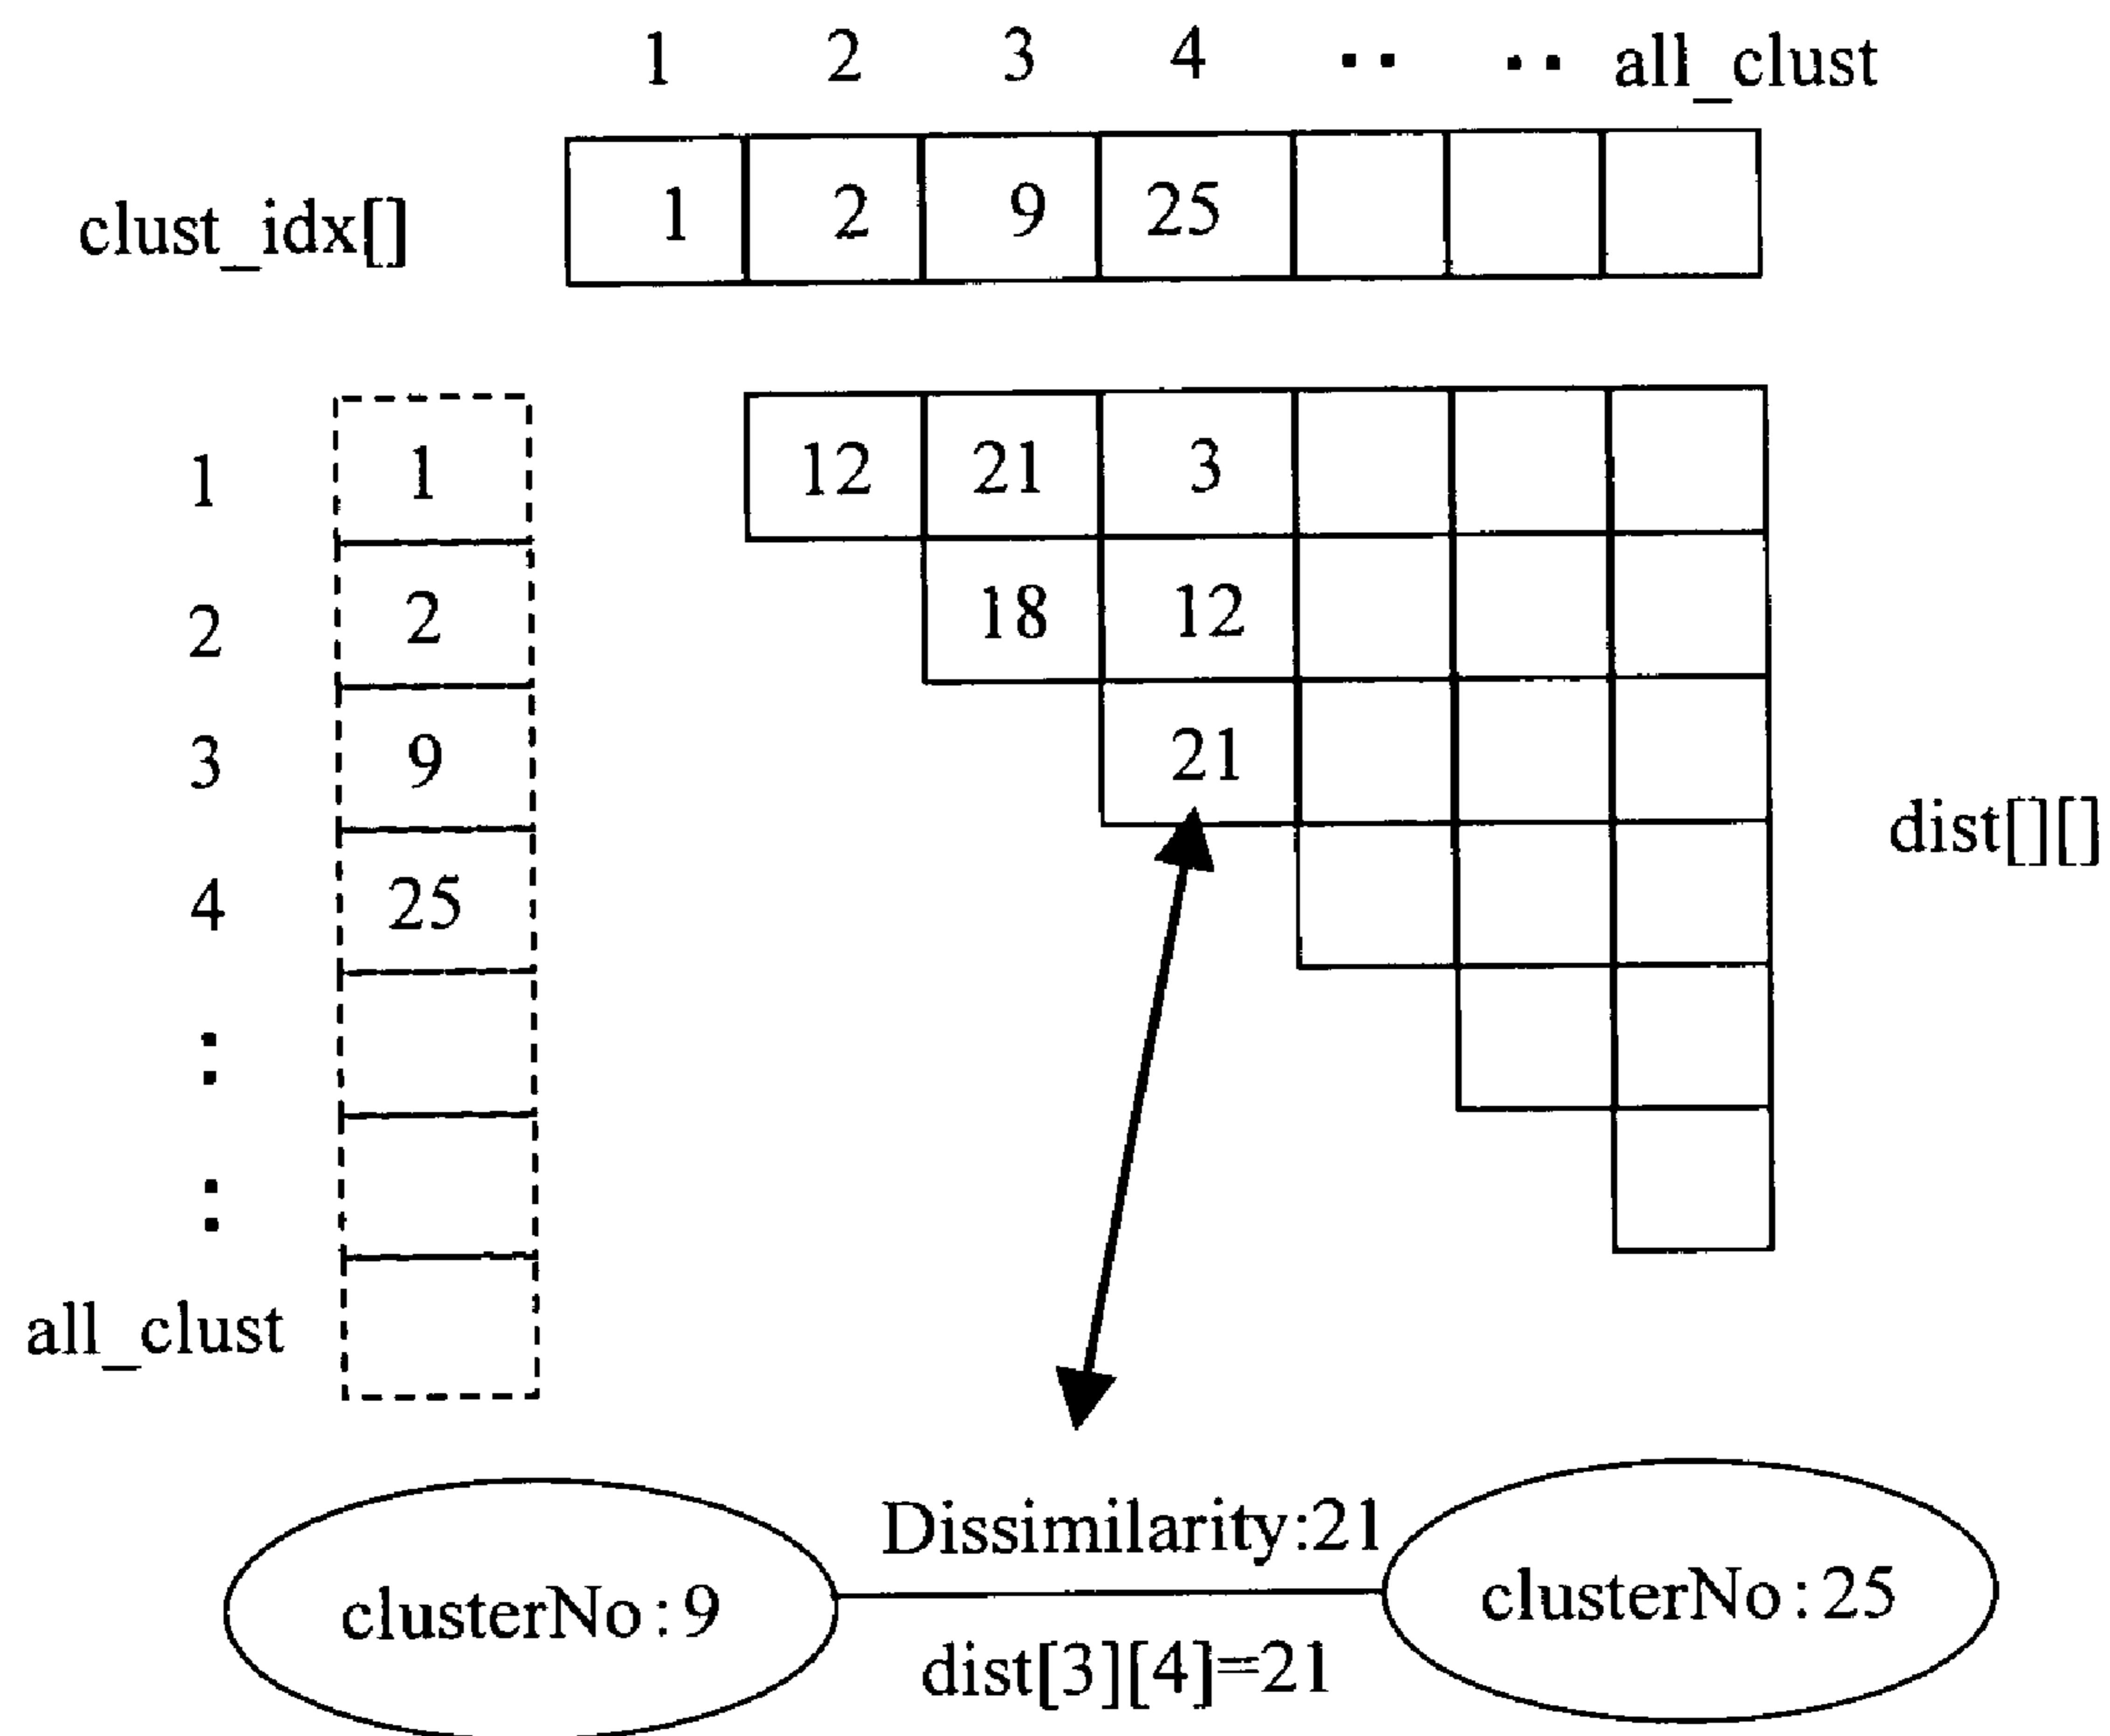 1 2 3 4 .. .. all_clust
clust_idx[] 1 2 9 25
1 1 12 21 3
2 2 18 12
3 9 21
dist[][]
4 25
:
:
all_clust
Dissimilarity:21
clusterNo:9 clusterNo:25
dist[3][4]=21